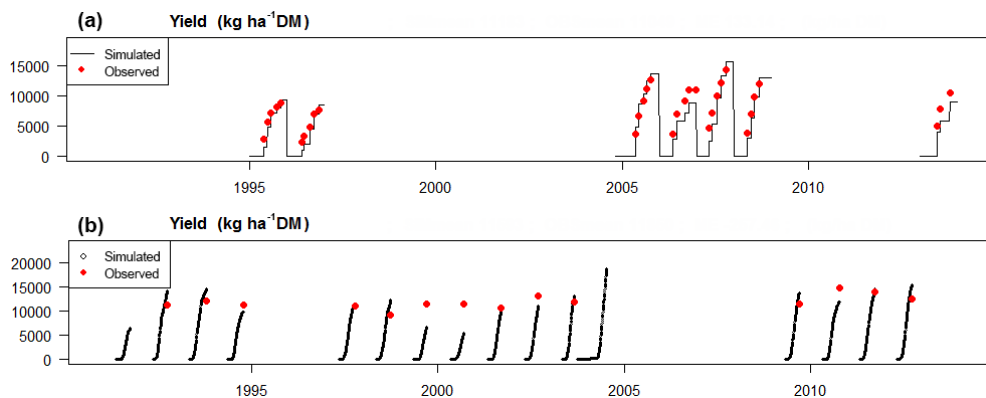 (a) Yield (kg ha⁻¹DM)
Simulated
Observed
15000
10000
5000
0
1995 2000 2005 2010
(b) Yield (kg ha⁻¹DM)
Simulated
Observed
20000
15000
10000
5000
0
1995 2000 2005 2010